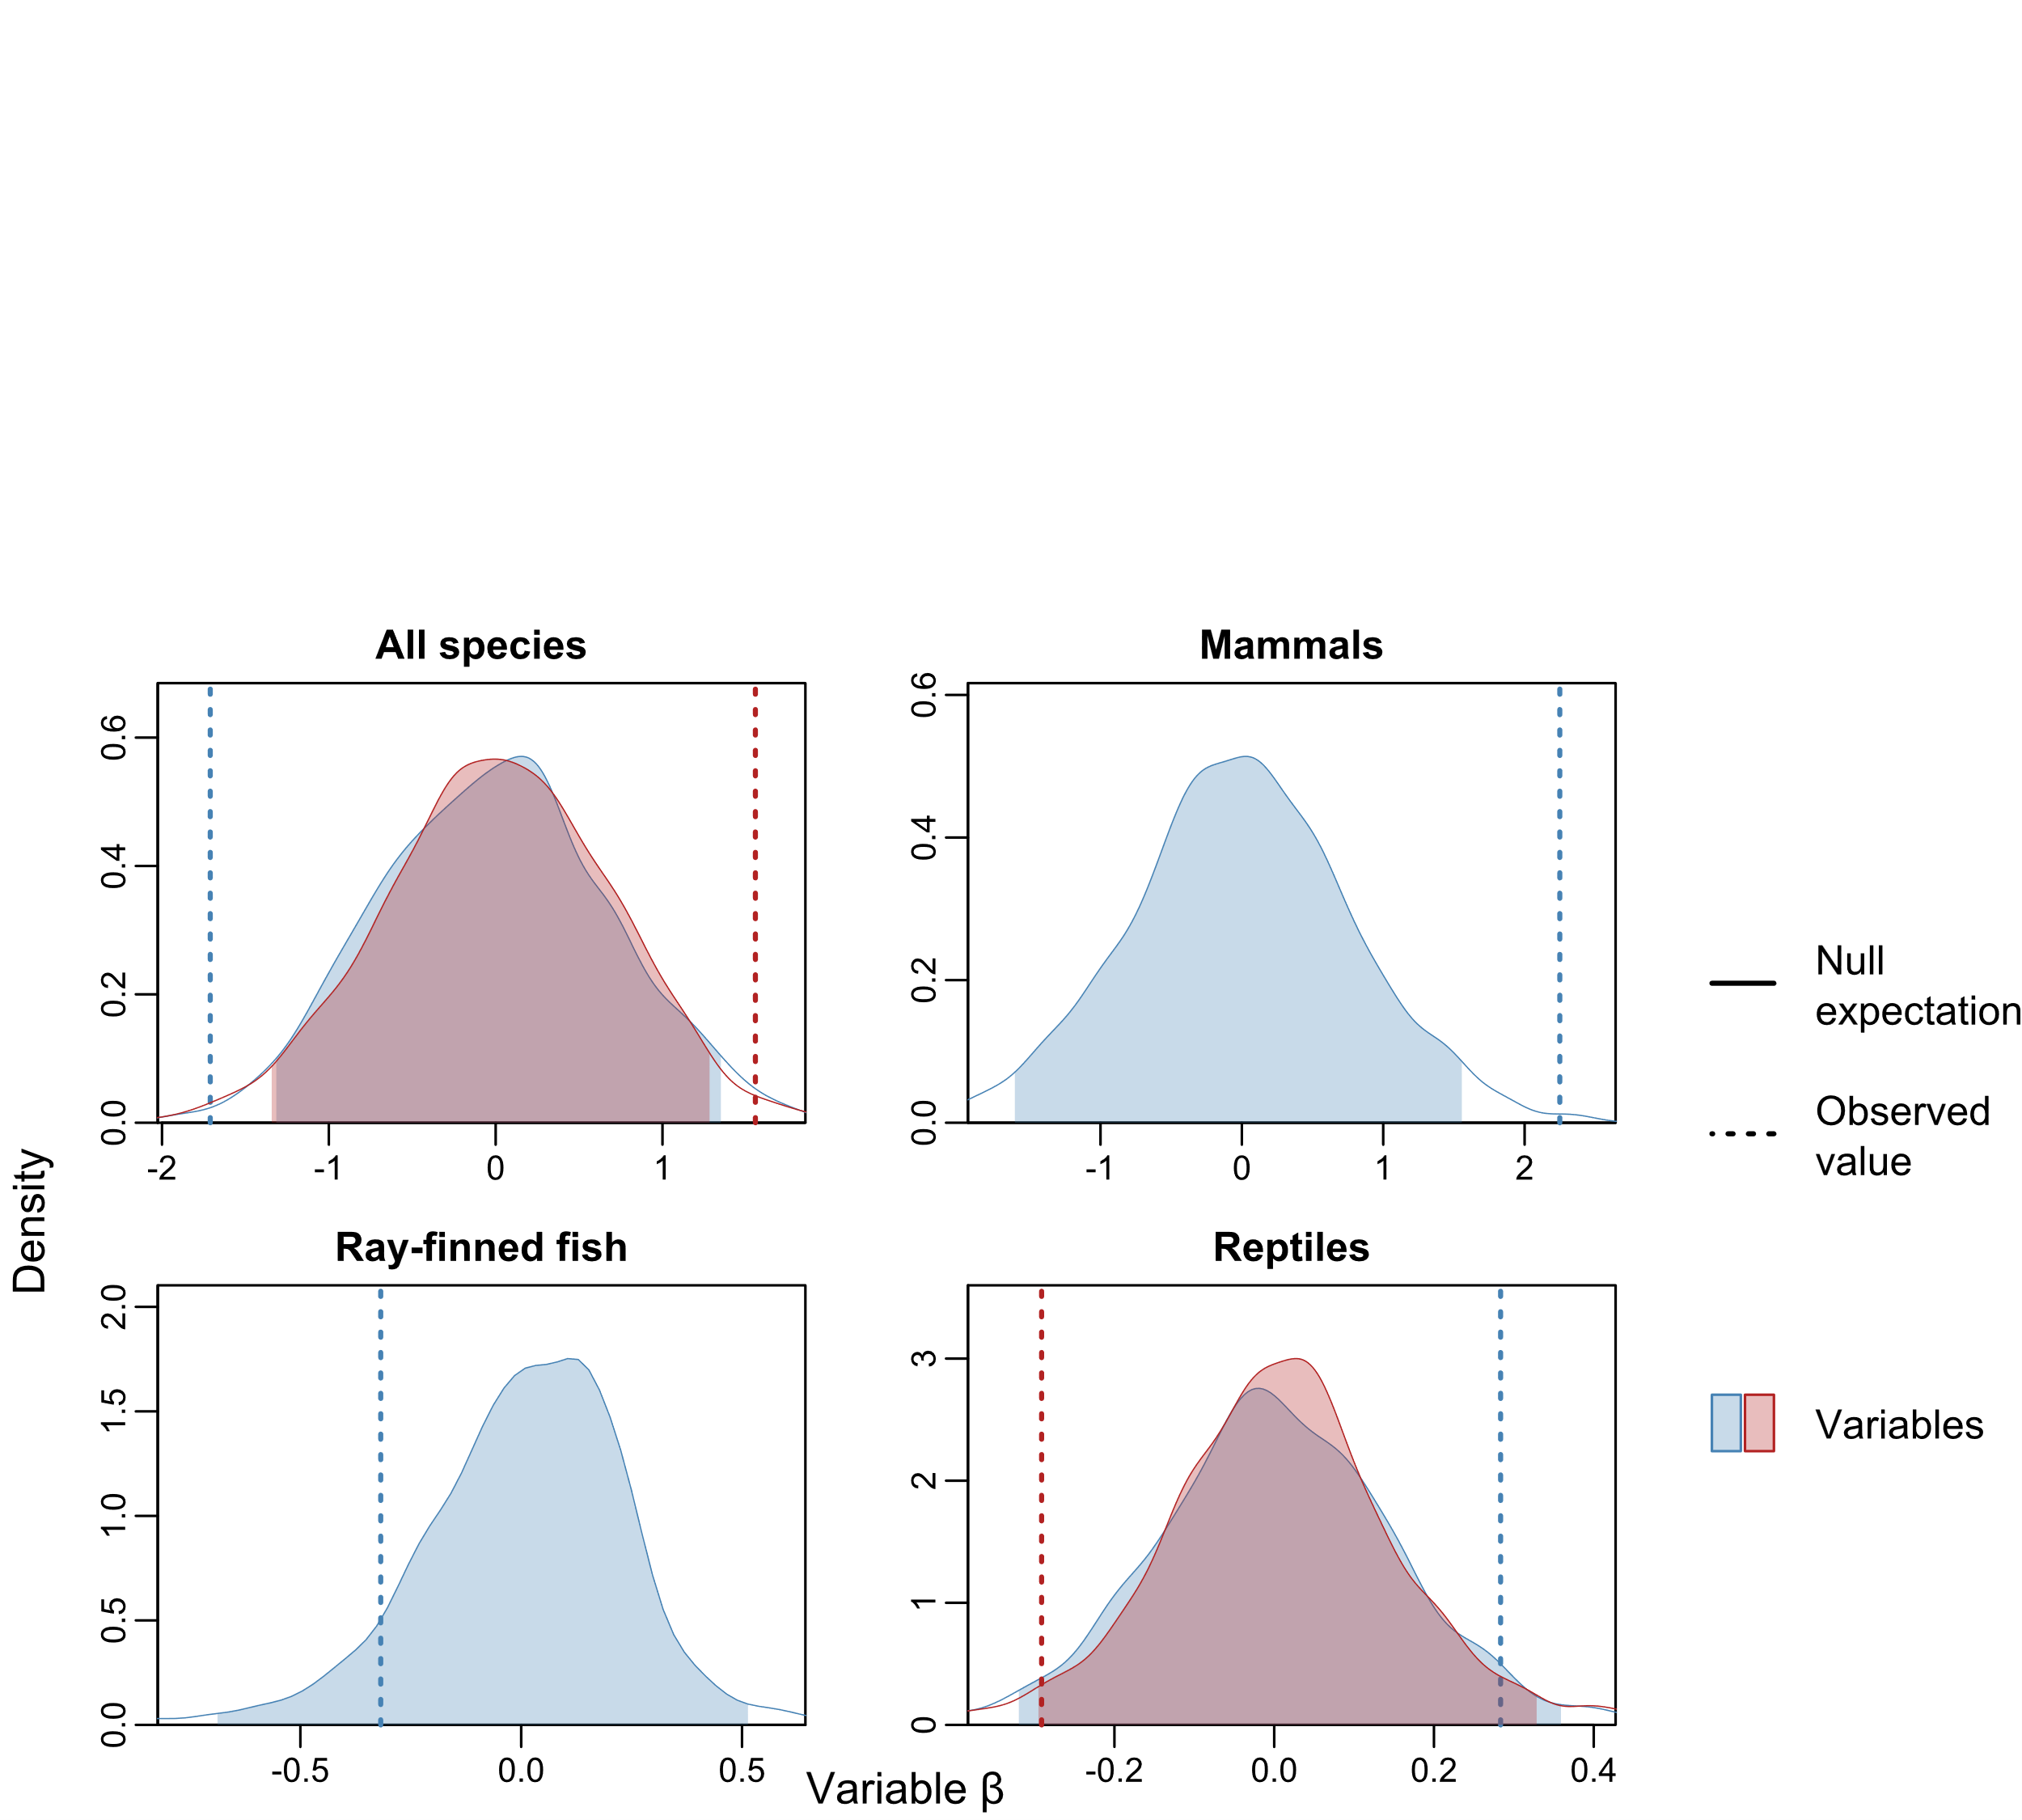 All species
Mammals
0.0 0.2 0.4 0.6
-2 -1 0 1
0.0 0.2 0.4 0.6
-1 0 1 2
Ray-finned fish
Reptiles
0.0 0.5 1.0 1.5 2.0
-0.5 0.0 0.5
0 1 2 3
-0.2 0.0 0.2 0.4
Density
Variable β
Null
expectation
Observed
value
Variables